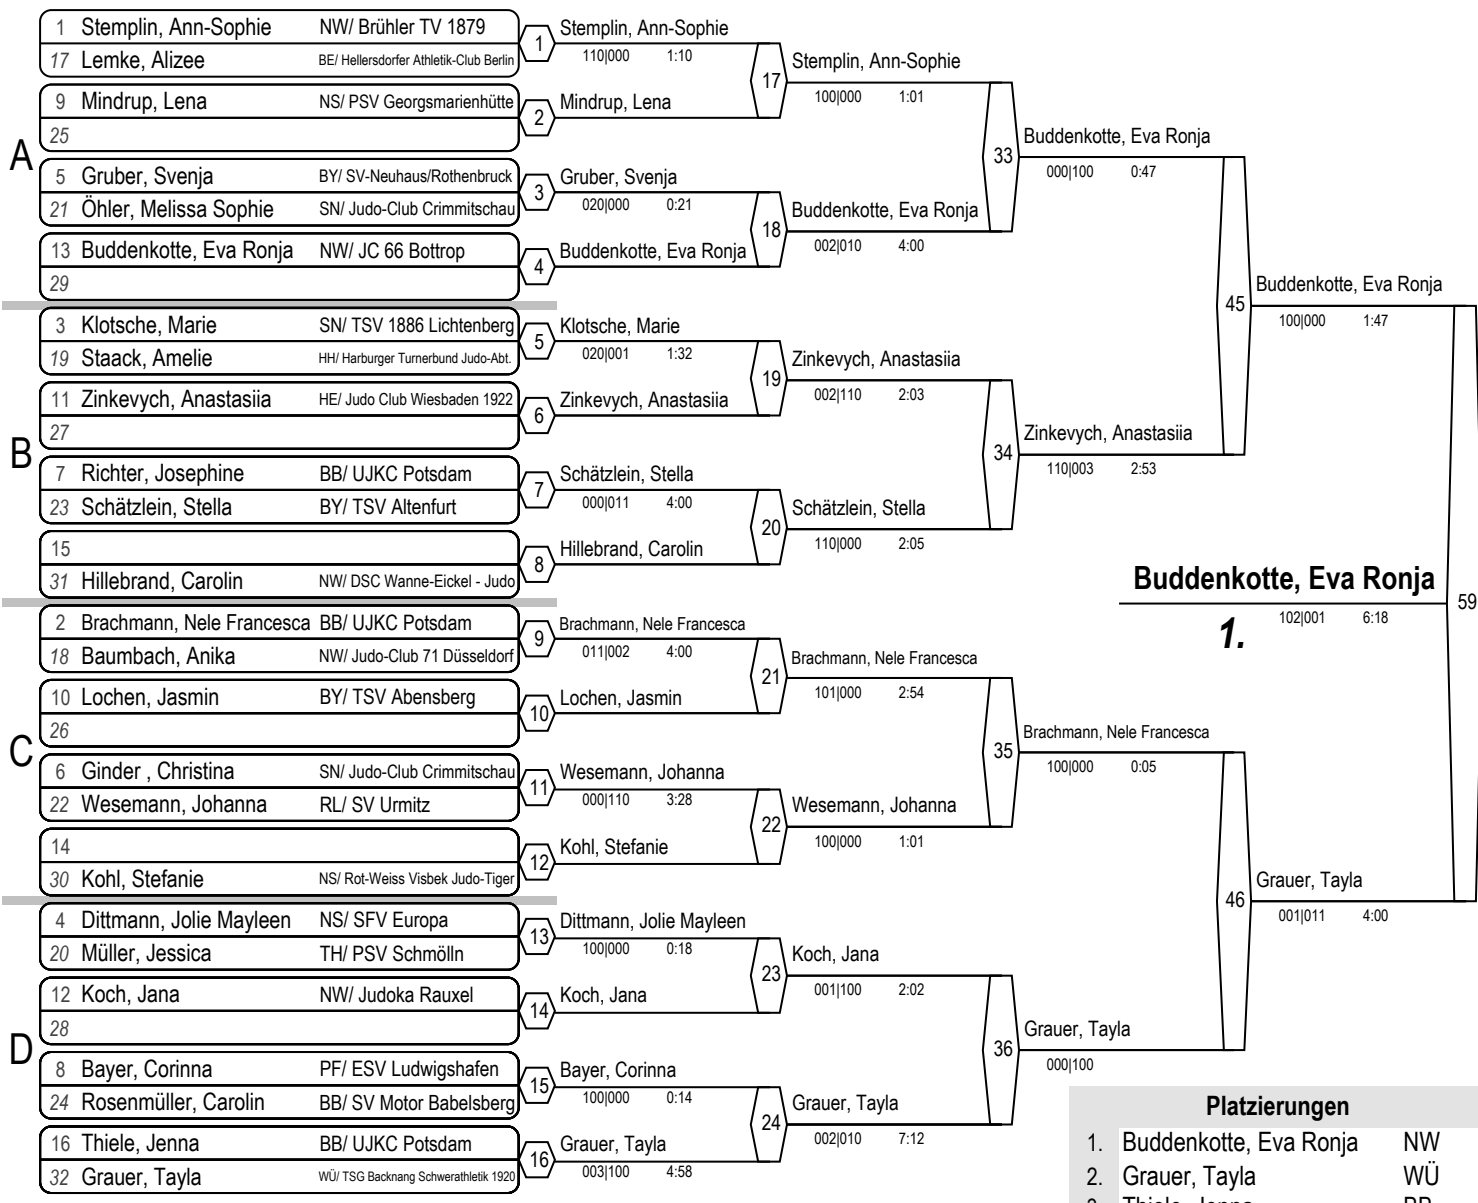 1 Stemplin, Ann-Sophie NW/ Brühler TV 1879
17 Lemke, Alizee BE/ Hellersdorfer Athletik-Club Berlin
9 Mindrup, Lena NS/ PSV Georgsmarienhütte
25
A
5 Gruber, Svenja BY/ SV-Neuhaus/Rothenbruck
21 Öhler, Melissa Sophie SN/ Judo-Club Crimmitschau
13 Buddenkotte, Eva Ronja NW/ JC 66 Bottrop
29
3 Klotsche, Marie SN/ TSV 1886 Lichtenberg
19 Staack, Amelie HH/ Harburger Turnerbund Judo-Abt.
11 Zinkevych, Anastasiia HE/ Judo Club Wiesbaden 1922
27
B
7 Richter, Josephine BB/ UJKC Potsdam
23 Schätzlein, Stella BY/ TSV Altenfurt
15
31 Hillebrand, Carolin NW/ DSC Wanne-Eickel - Judo
2 Brachmann, Nele Francesca BB/ UJKC Potsdam
18 Baumbach, Anika NW/ Judo-Club 71 Düsseldorf
10 Lochen, Jasmin BY/ TSV Abensberg
26
C
6 Ginder , Christina SN/ Judo-Club Crimmitschau
22 Wesemann, Johanna RL/ SV Urmitz
14
30 Kohl, Stefanie NS/ Rot-Weiss Visbek Judo-Tiger
4 Dittmann, Jolie Mayleen NS/ SFV Europa
20 Müller, Jessica TH/ PSV Schmölln
12 Koch, Jana NW/ Judoka Rauxel
28
D
8 Bayer, Corinna PF/ ESV Ludwigshafen
24 Rosenmüller, Carolin BB/ SV Motor Babelsberg
16 Thiele, Jenna BB/ UJKC Potsdam
32 Grauer, Tayla WÜ/ TSG Backnang Schwerathletik 1920
1 Stemplin, Ann-Sophie
110|000 1:10
2 Mindrup, Lena
3 Gruber, Svenja
020|000 0:21
4 Buddenkotte, Eva Ronja
5 Klotsche, Marie
020|001 1:32
6 Zinkevych, Anastasiia
7 Schätzlein, Stella
000|011 4:00
8 Hillebrand, Carolin
9 Brachmann, Nele Francesca
011|002 4:00
10 Lochen, Jasmin
11 Wesemann, Johanna
000|110 3:28
12 Kohl, Stefanie
13 Dittmann, Jolie Mayleen
100|000 0:18
14 Koch, Jana
15 Bayer, Corinna
100|000 0:14
16 Grauer, Tayla
003|100 4:58
17 Stemplin, Ann-Sophie
100|000 1:01
18 Buddenkotte, Eva Ronja
002|010 4:00
19 Zinkevych, Anastasiia
002|110 2:03
20 Schätzlein, Stella
110|000 2:05
21 Brachmann, Nele Francesca
101|000 2:54
22 Wesemann, Johanna
100|000 1:01
23 Koch, Jana
001|100 2:02
24 Grauer, Tayla
002|010 7:12
33 Buddenkotte, Eva Ronja
000|100 0:47
34 Zinkevych, Anastasiia
110|003 2:53
35 Brachmann, Nele Francesca
100|000 0:05
36 Grauer, Tayla
000|100
45 Buddenkotte, Eva Ronja
100|000 1:47
46 Grauer, Tayla
001|011 4:00
Buddenkotte, Eva Ronja 59
1. 102|001 6:18
Platzierungen
1. Buddenkotte, Eva Ronja NW
2. Grauer, Tayla WÜ